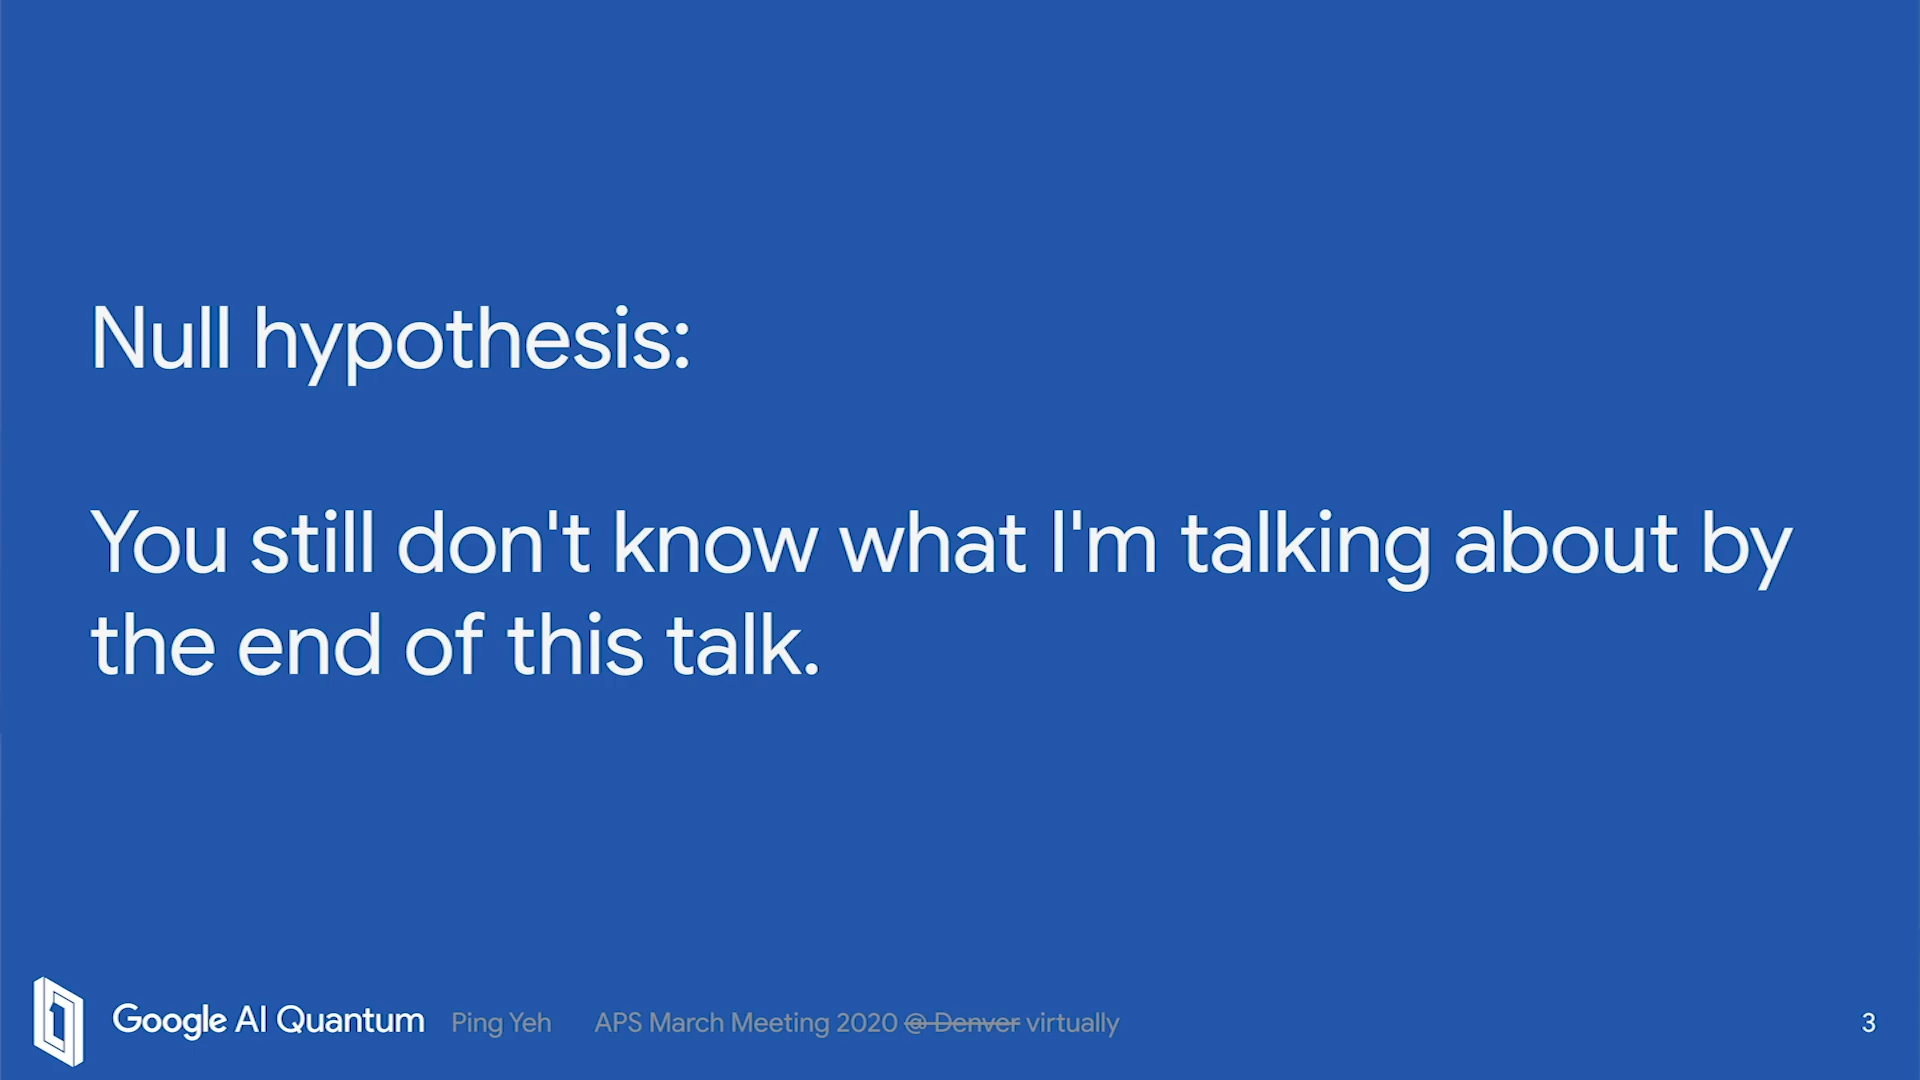 Null hypothesis:
You still don't know what I'm talking about by
the end of this talk.
Google AI Quantum Ping Yeh APS March Meeting 2020 @ Denver virtually 3